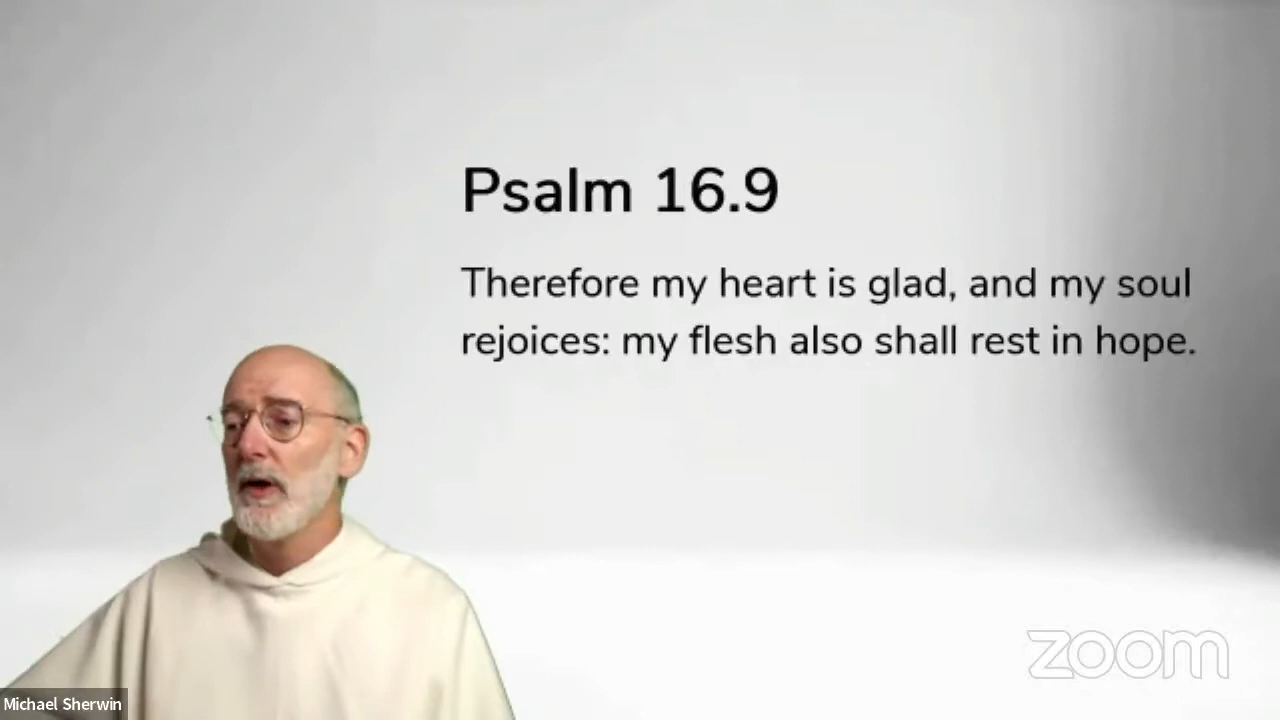 Psalm 16.9
Therefore my heart is glad, and my soul
rejoices: my flesh also shall rest in hope.
zoom
Michael Sherwin